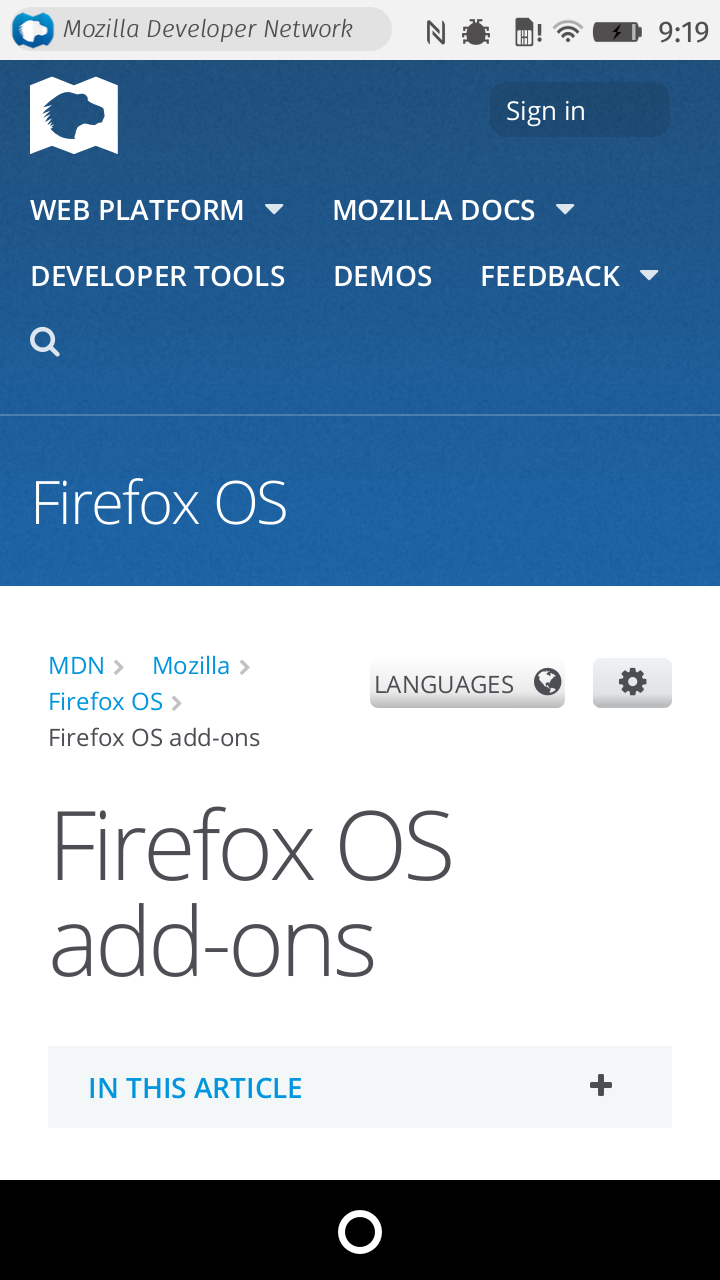 Mozilla Developer Network
9:19
Sign in
WEB PLATFORM
MOZILLA DOCS
DEVELOPER TOOLS
DEMOS
FEEDBACK
Firefox OS
MDN
Mozilla
Firefox OS
Firefox OS add-ons
LANGUAGES
Firefox OS
add-ons
IN THIS ARTICLE